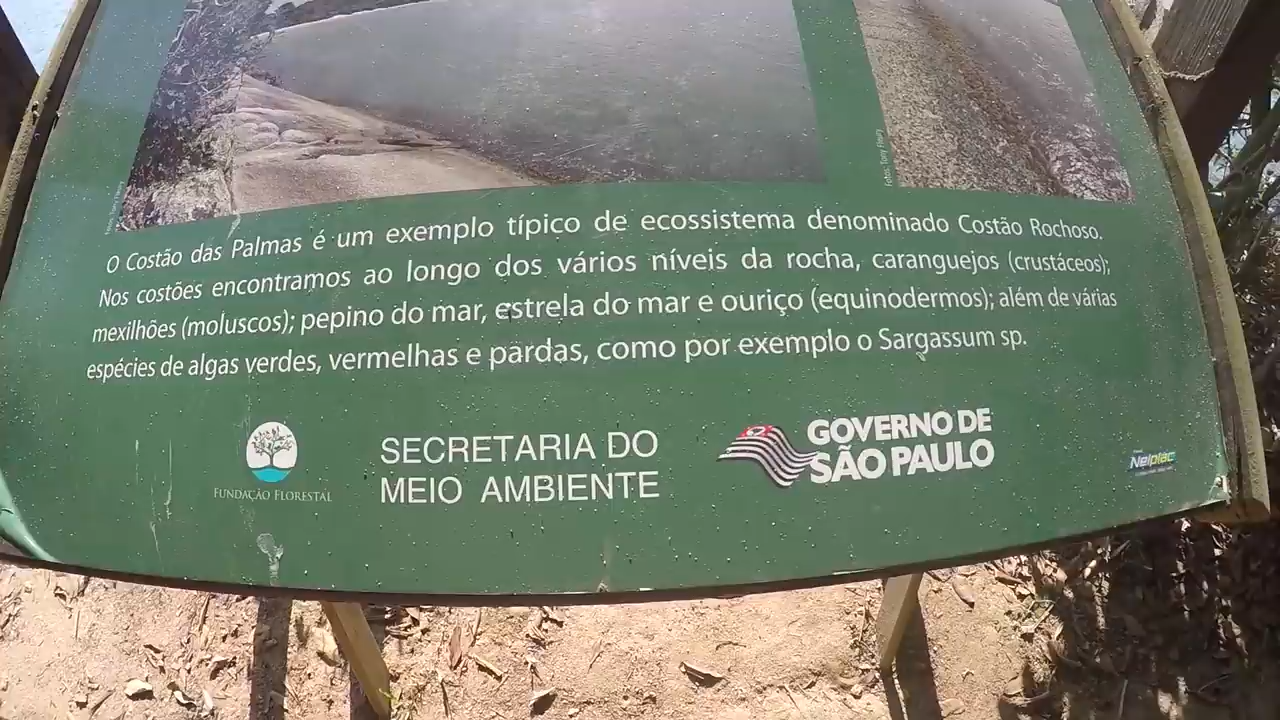 Fotos: Tony Fleury
O Costão das Palmas é um exemplo típico de ecossistema denominado Costão Rochoso.
Nos costões encontramos ao longo dos vários níveis da rocha, caranguejos (crustáceos);
mexilhões (moluscos); pepino do mar, estrela do mar e ouriço (equinodermos); além de várias
espécies de algas verdes, vermelhas e pardas, como por exemplo o Sargassum sp.
FUNDAÇÃO FLORESTAL
SECRETARIA DO
MEIO AMBIENTE
GOVERNO DE
SÃO PAULO
Nelplac